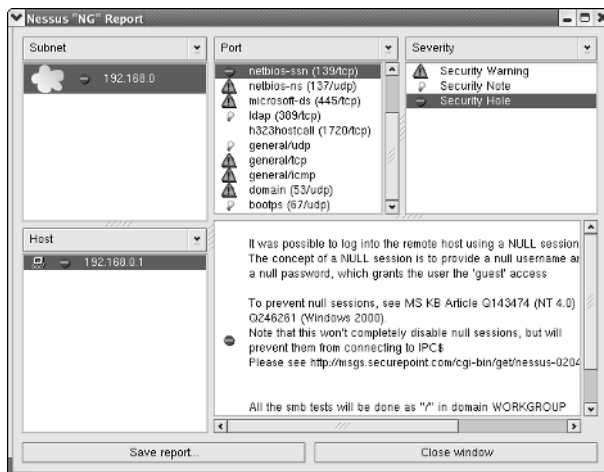 Nessus "NG" Report
Subnet
192.168.0
Port
netbios-ssn (139/tcp)
netbios-ns (137/udp)
microsoft-ds (445/tcp)
ldap (389/tcp)
h323hostcall (1720/tcp)
general/udp
general/tcp
general/icmp
domain (53/udp)
bootps (67/udp)
Severity
Security Warning
Security Note
Security Hole
Host
192.168.0.1
It was possible to log into the remote host using a NULL session
The concept of a NULL session is to provide a null username a
a null password, which grants the user the 'guest' access
To prevent null sessions, see MS KB Article Q143474 (NT 4.0)
Q246261 (Windows 2000).
Note that this won't completely disable null sessions, but will
prevent them from connecting to IPC$
Please see http://msgs.securepoint.com/cgi-bin/get/nessus-0204
All the smb tests will be done as "/" in domain WORKGROUP
Save report...
Close window